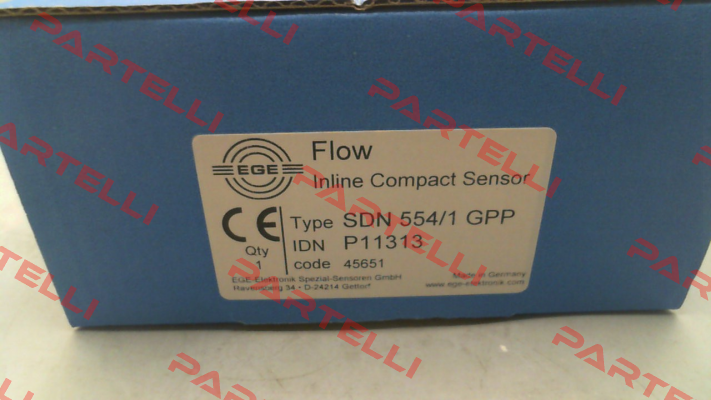 PARTELLI
PARTELLI
PARTELLI
PARTELLI
EGE
Flow
Inline Compact Sensor
CE
Type SDN 554/1 GPP
Qty
1
IDN P11313
code 45651
EGE-Elektronik Spezial-Sensoren GmbH
Ravensberg 34 • D-24214 Gettorf
Made in Germany
www.ege-elektronik.com
PARTELLI
PARTELLI
PARTELLI